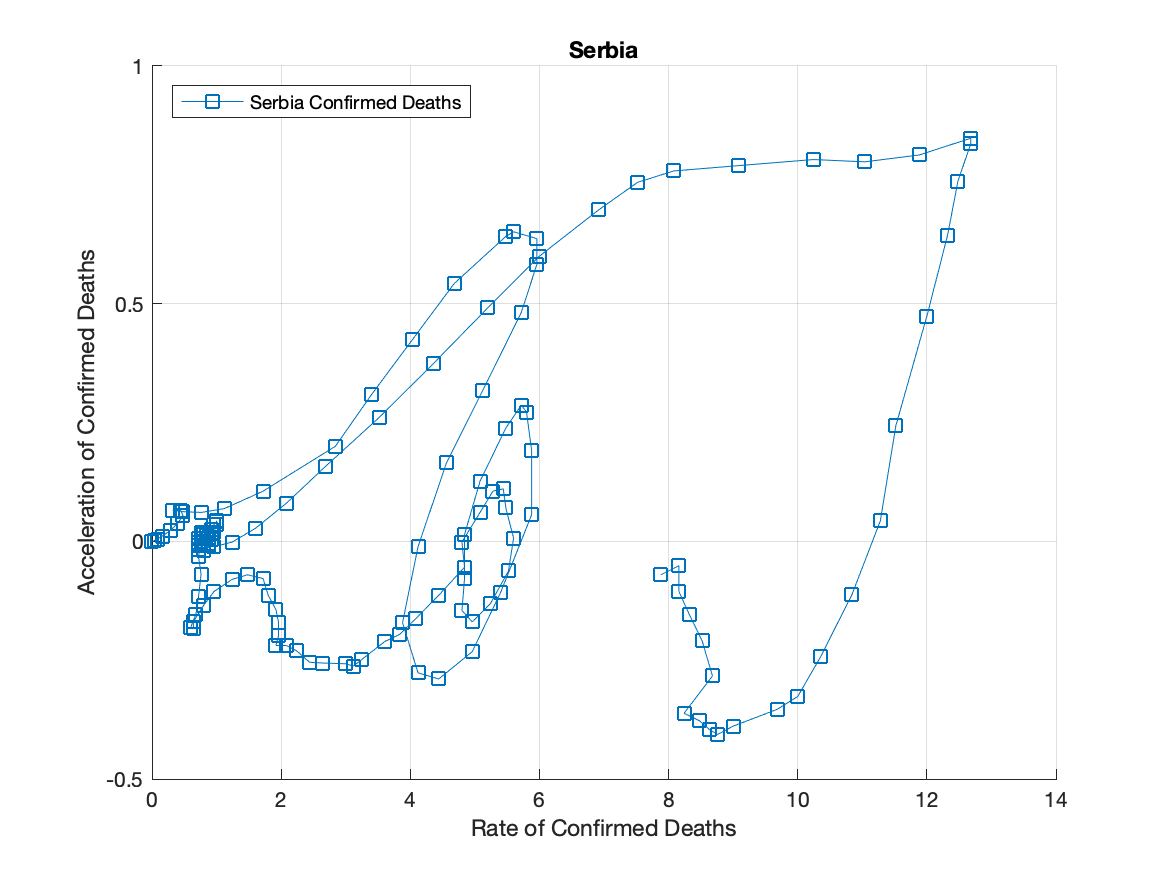 Serbia
1
Serbia Confirmed Deaths
0.5
0
-0.5
Acceleration of Confirmed Deaths
0 2 4 6 8 10 12 14
Rate of Confirmed Deaths